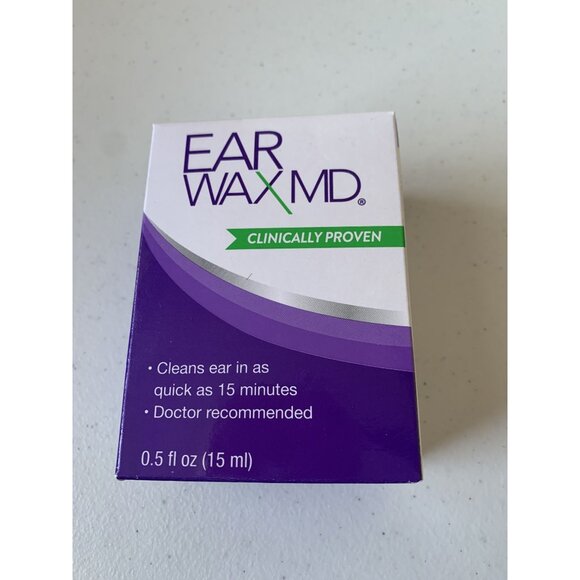 EAR
WAXMD®
CLINICALLY PROVEN
• Cleans ear in as
quick as 15 minutes
• Doctor recommended
0.5 fl oz (15 ml)